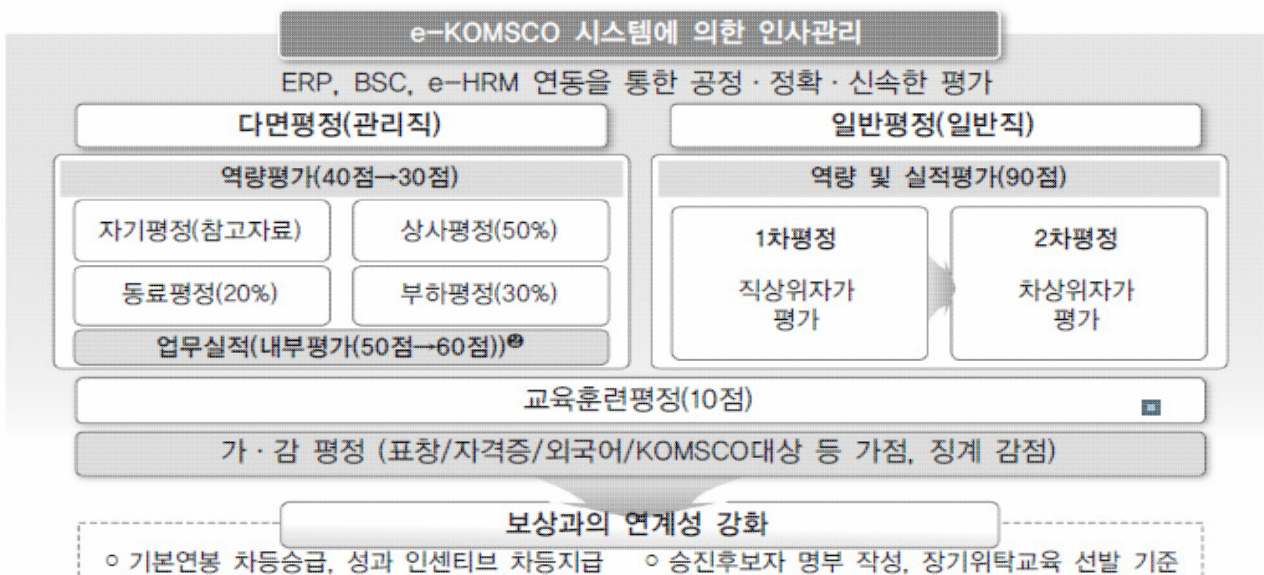 e-KOMSCO 시스템에 의한 인사관리
ERP, BSC, e-HRM 연동을 통한 공정·정확·신속한 평가
다면평정(관리직)
역량평가(40점→30점)
자기평정(참고자료)
상사평정(50%)
동료평정(20%)
부하평정(30%)
업무실적(내부평가(50점→60점))❷
일반평정(일반직)
역량 및 실적평가(90점)
1차평정
직상위자가
평가
2차평정
차상위자가
평가
교육훈련평정(10점)
가·감 평정 (표창/자격증/외국어/KOMSCO대상 등 가점, 징계 감점)
보상과의 연계성 강화
○ 기본연봉 차등승급, 성과 인센티브 차등지급
○ 승진후보자 명부 작성, 장기위탁교육 선발 기준